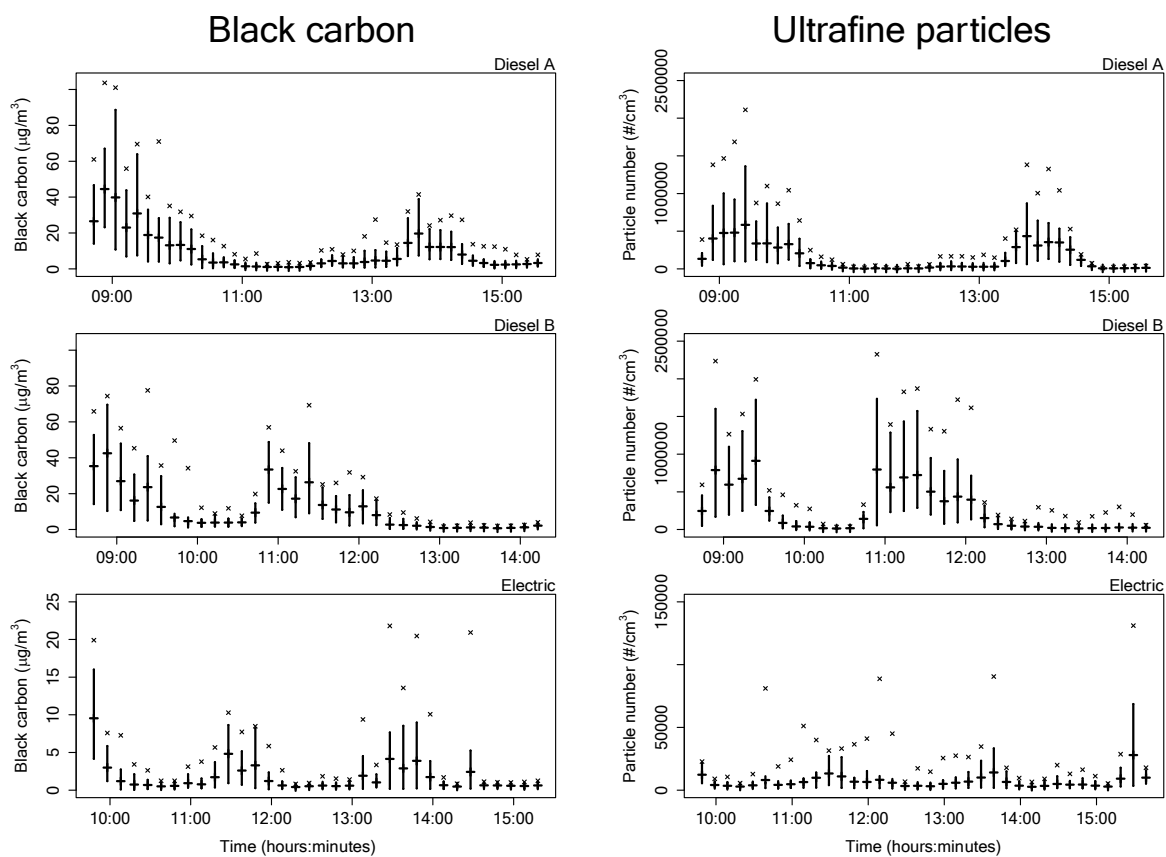 Black carbon
Ultrafine particles
Diesel A
Black carbon (μg/m³)
0 20 40 60 80
09:00 11:00 13:00 15:00
Diesel A
Particle number (#/cm³)
0 1000000 2500000
09:00 11:00 13:00 15:00
Diesel B
Black carbon (μg/m³)
0 20 40 60 80
09:00 10:00 11:00 12:00 13:00 14:00
Diesel B
Particle number (#/cm³)
0 1000000 2500000
09:00 10:00 11:00 12:00 13:00 14:00
Electric
Black carbon (μg/m³)
0 5 10 15 20 25
10:00 11:00 12:00 13:00 14:00 15:00
Time (hours:minutes)
Electric
Particle number (#/cm³)
0 50000 150000
10:00 11:00 12:00 13:00 14:00 15:00
Time (hours:minutes)